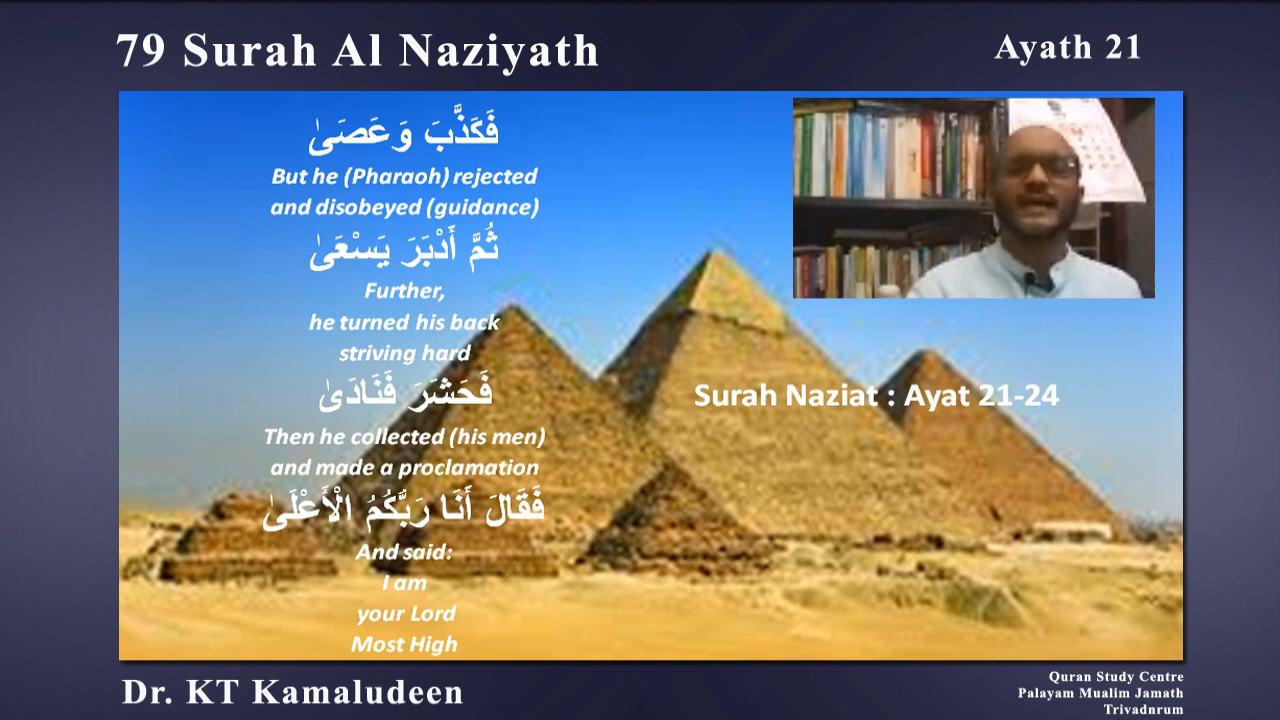 79 Surah Al Naziyath
Ayath 21
فَكَذَّبَ وَعَصَىٰ
But he (Pharaoh) rejected
and disobeyed (guidance)
ثُمَّ أَدْبَرَ يَسْعَىٰ
Further,
he turned his back
striving hard
فَحَشَرَ فَنَادَىٰ
Then he collected (his men)
and made a proclamation
فَقَالَ أَنَا رَبُّكُمُ الْأَعْلَىٰ
And said:
I am
your Lord
Most High
Surah Naziat : Ayat 21-24
Dr. KT Kamaludeen
Quran Study Centre
Palayam Mualim Jamath
Trivadnrum